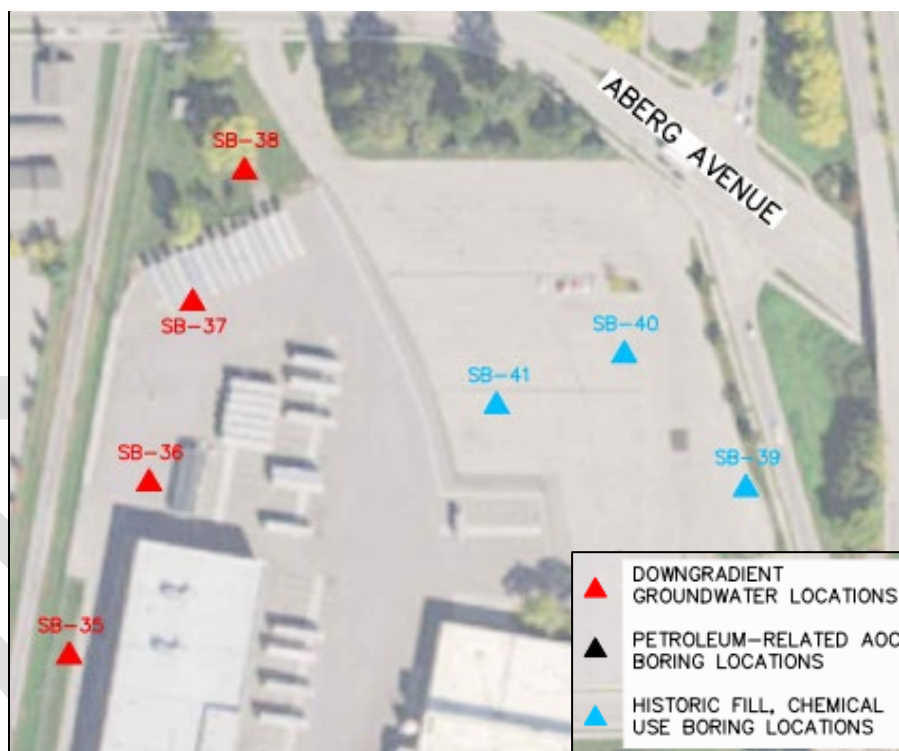 ABERG AVENUE
SB-38
SB-37
SB-40
SB-41
SB-36
SB-39
SB-35
DOWNGRADIENT
GROUNDWATER LOCATIONS
PETROLEUM-RELATED AOC
BORING LOCATIONS
HISTORIC FILL, CHEMICAL
USE BORING LOCATIONS